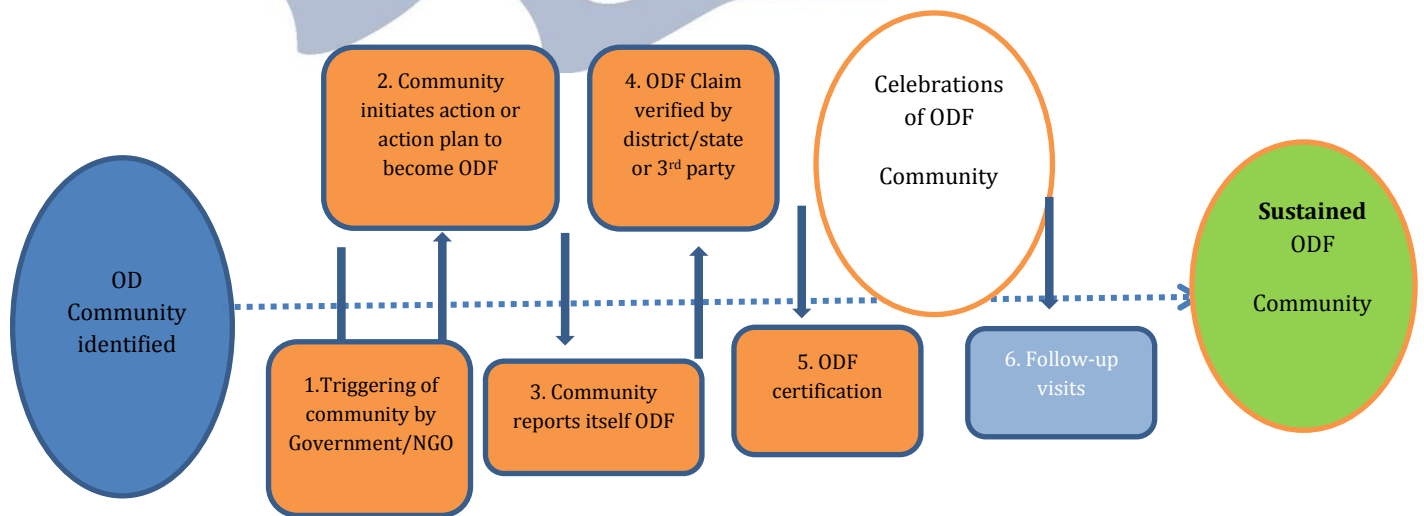 OD
Community
identified
1.Triggering of
community by
Government/NGO
2. Community
initiates action or
action plan to
become ODF
3. Community
reports itself ODF
4. ODF Claim
verified by
district/state
or 3rd party
5. ODF
certification
Celebrations
of ODF
Community
6. Follow-up
visits
Sustained
ODF
Community